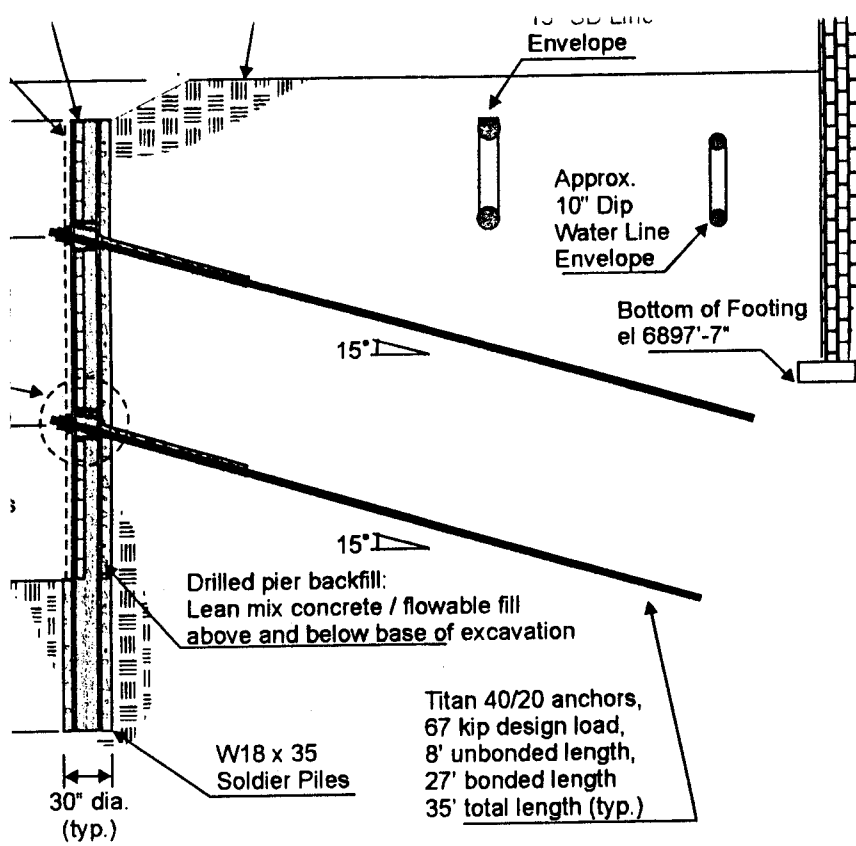 Envelope
Approx.
10" Dip
Water Line
Envelope
Bottom of Footing
el 6897'-7"
15°
15°
Drilled pier backfill:
Lean mix concrete / flowable fill
above and below base of excavation
Titan 40/20 anchors,
67 kip design load,
8' unbonded length,
27' bonded length
35' total length (typ.)
W18 x 35
Soldier Piles
30" dia.
(typ.)